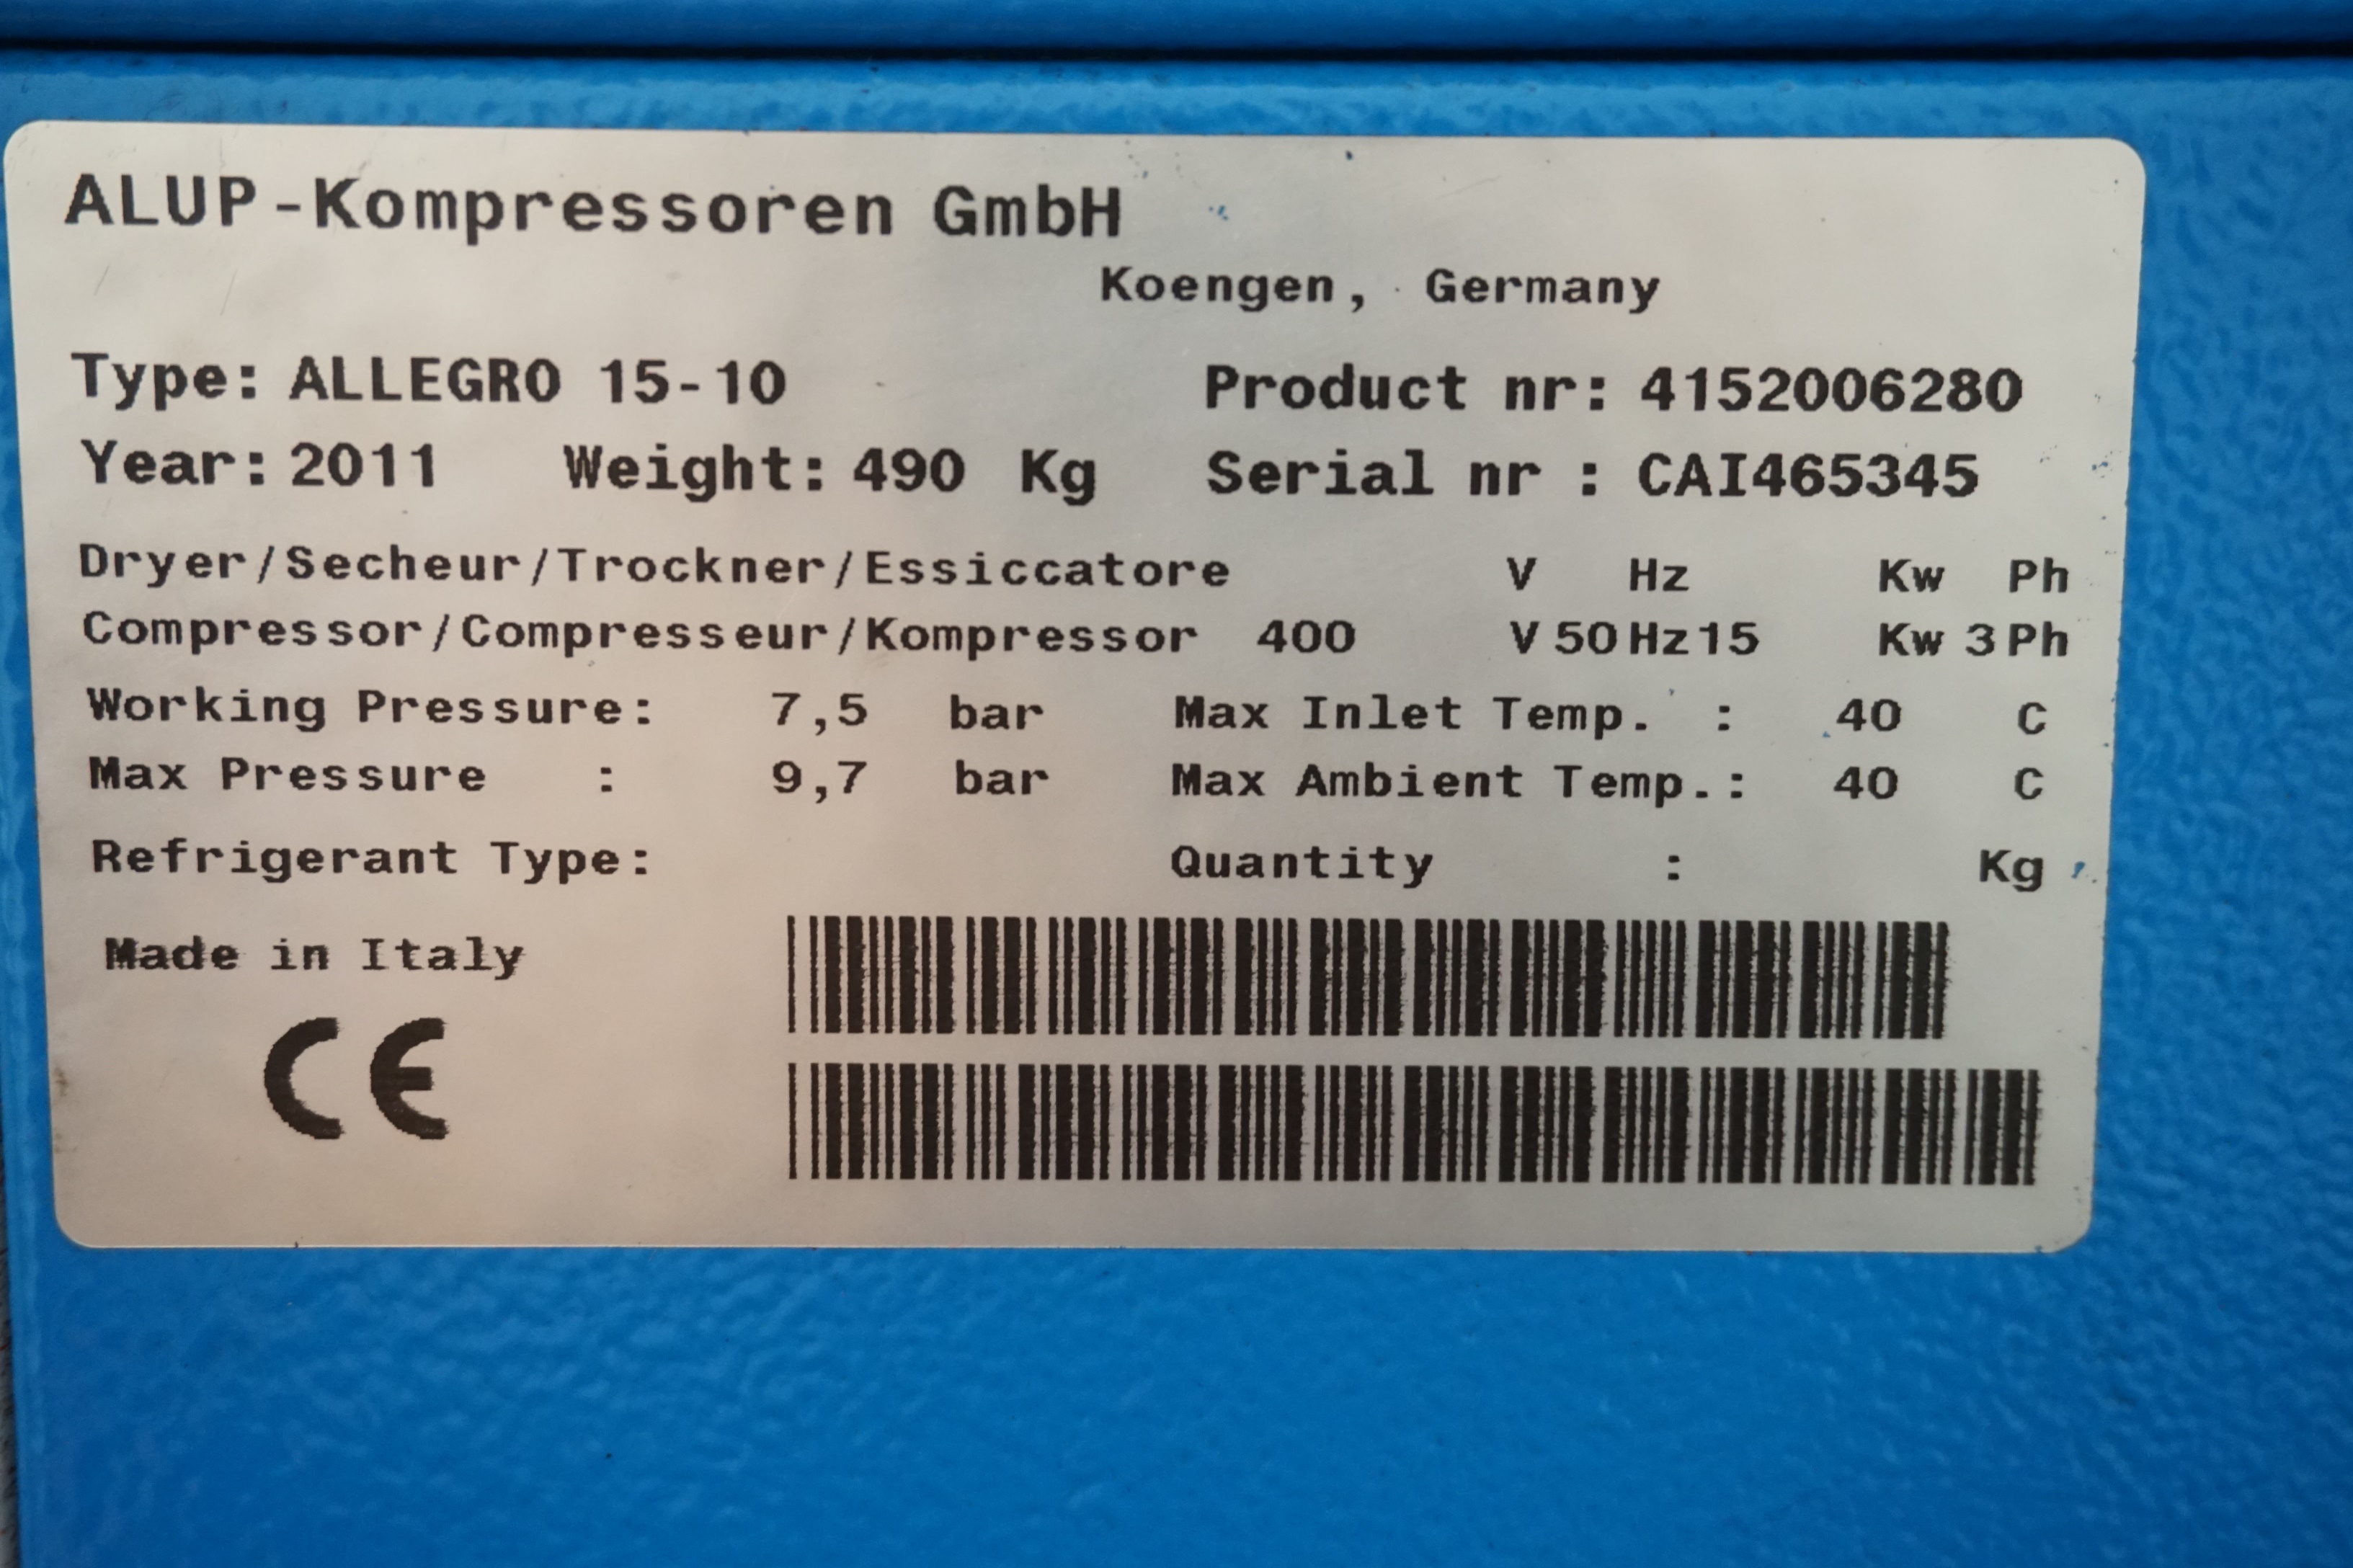 ALUP-Kompressoren GmbH
Koengen, Germany
Type: ALLEGRO 15-10 Product nr: 4152006280
Year: 2011 Weight: 490 Kg Serial nr : CAI465345
Dryer/Secheur/Trockner/Essiccatore V Hz Kw Ph
Compressor/Compresseur/Kompressor 400 V 50 Hz 15 Kw 3 Ph
Working Pressure: 7,5 bar Max Inlet Temp. : 40 C
Max Pressure : 9,7 bar Max Ambient Temp.: 40 C
Refrigerant Type: Quantity : Kg
Made in Italy
CE